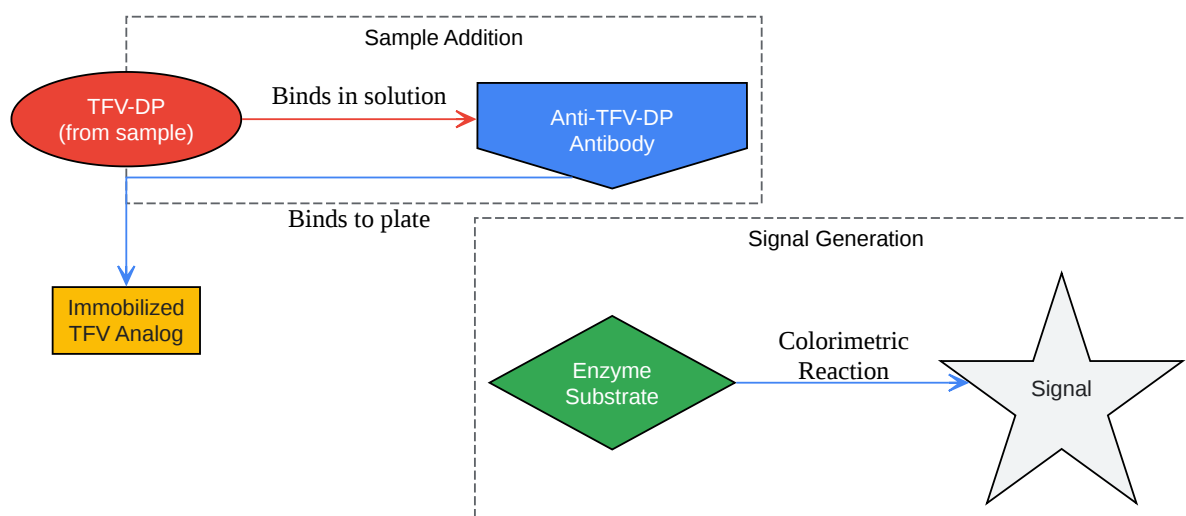 Sample Addition
TFV-DP
(from sample)
Binds in solution
Anti-TFV-DP
Antibody
Binds to plate
Signal Generation
Immobilized
TFV Analog
Enzyme
Substrate
Colorimetric
Reaction
Signal